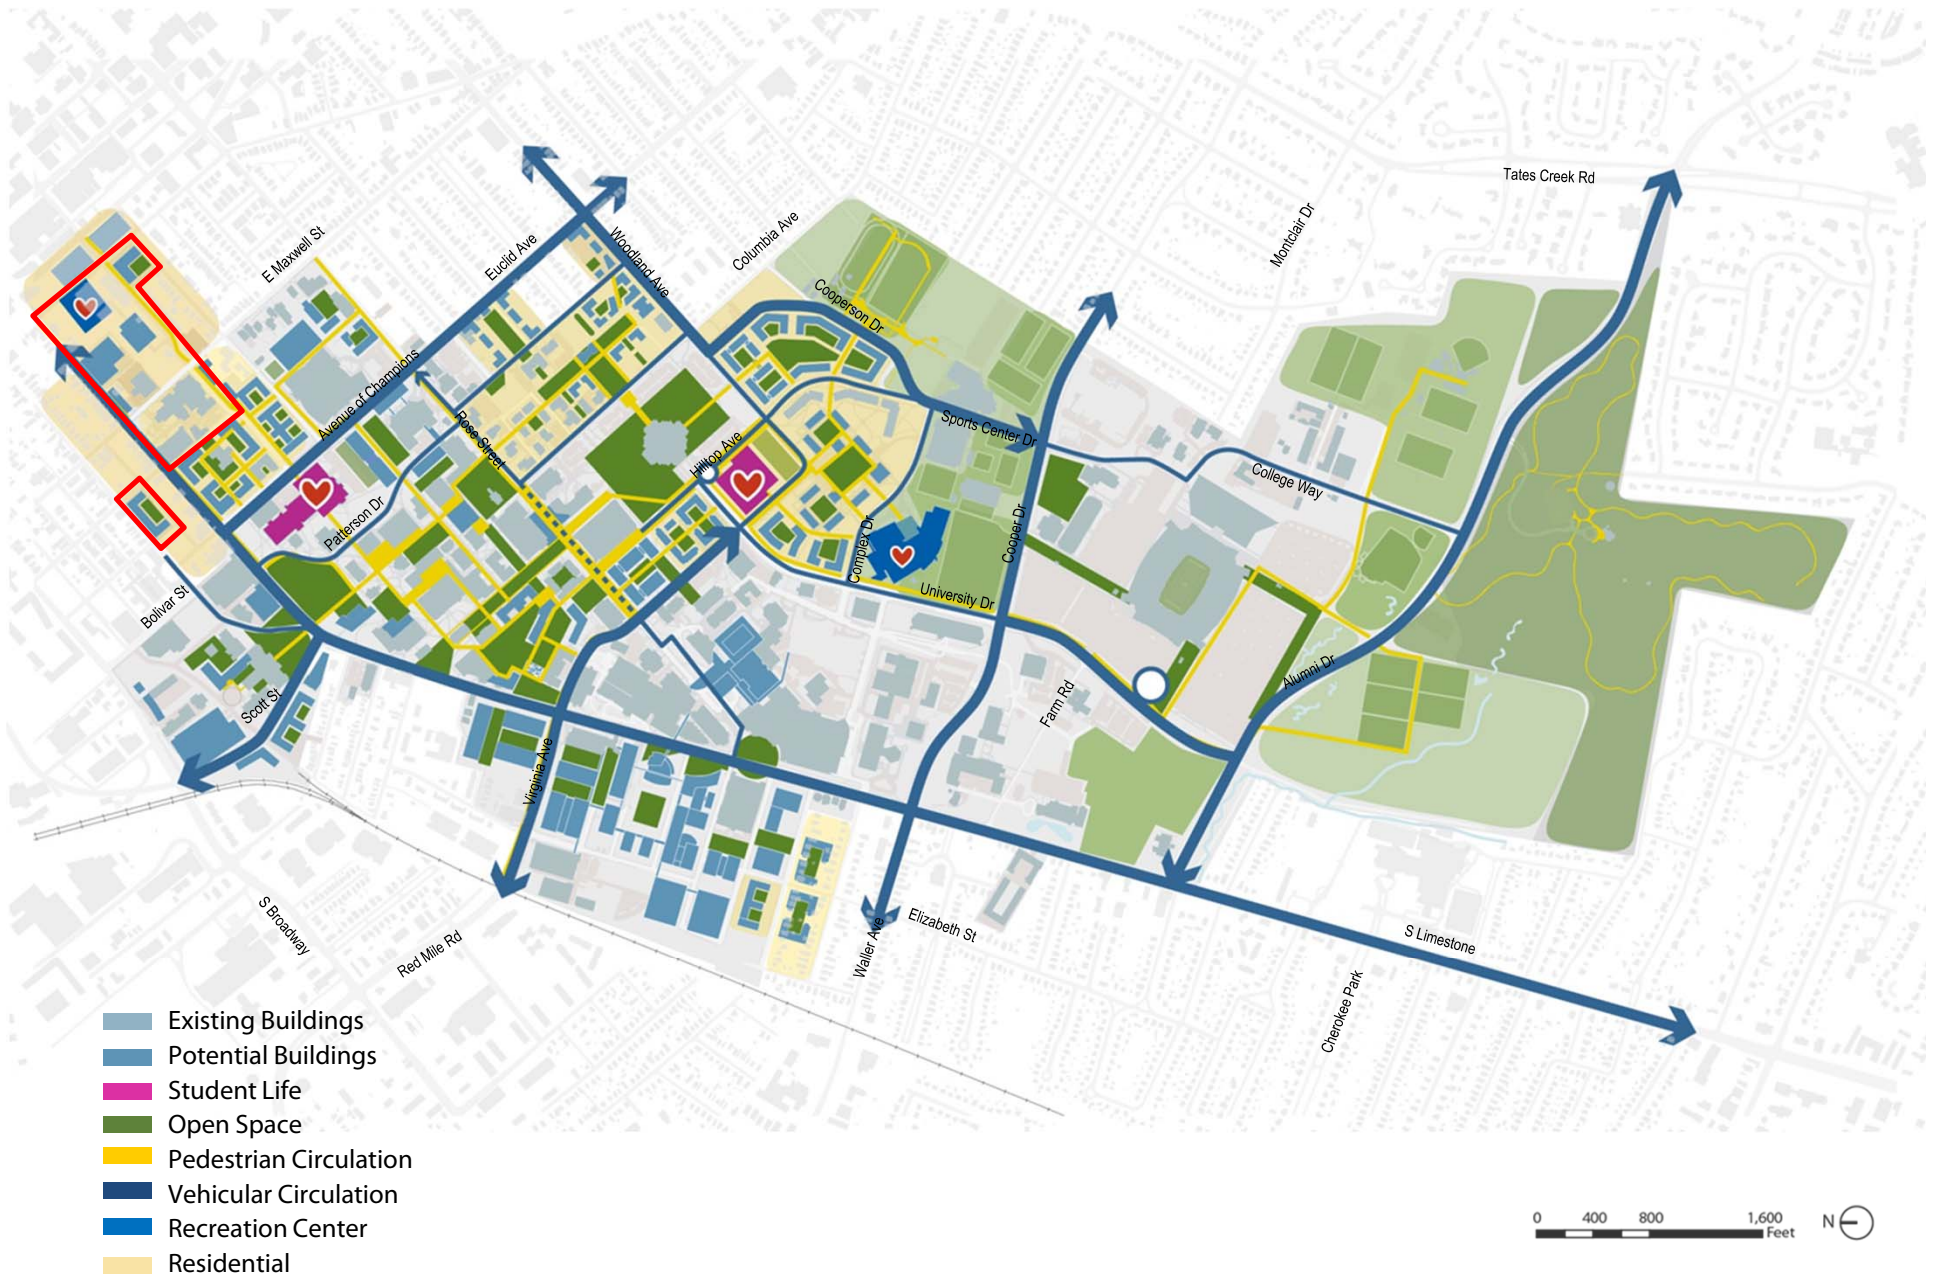 Tates Creek Rd
Montclair Dr
Columbia Ave
Woodland Ave
Euclid Ave
E Maxwell St
Cooperson Dr
Avenue of Champions
Rose Street
Hilltop Ave
Sports Center Dr
College Way
Patterson Dr
Complex Dr
Cooper Dr
University Dr
Bolivar St
Scott St
Farm Rd
Alumni Dr
Virginia Ave
S Broadway
Red Mile Rd
Waller Ave
Elizabeth St
S Limestone
Cherokee Park
Existing Buildings
Potential Buildings
Student Life
Open Space
Pedestrian Circulation
Vehicular Circulation
Recreation Center
Residential
0 400 800 1,600
Feet
N